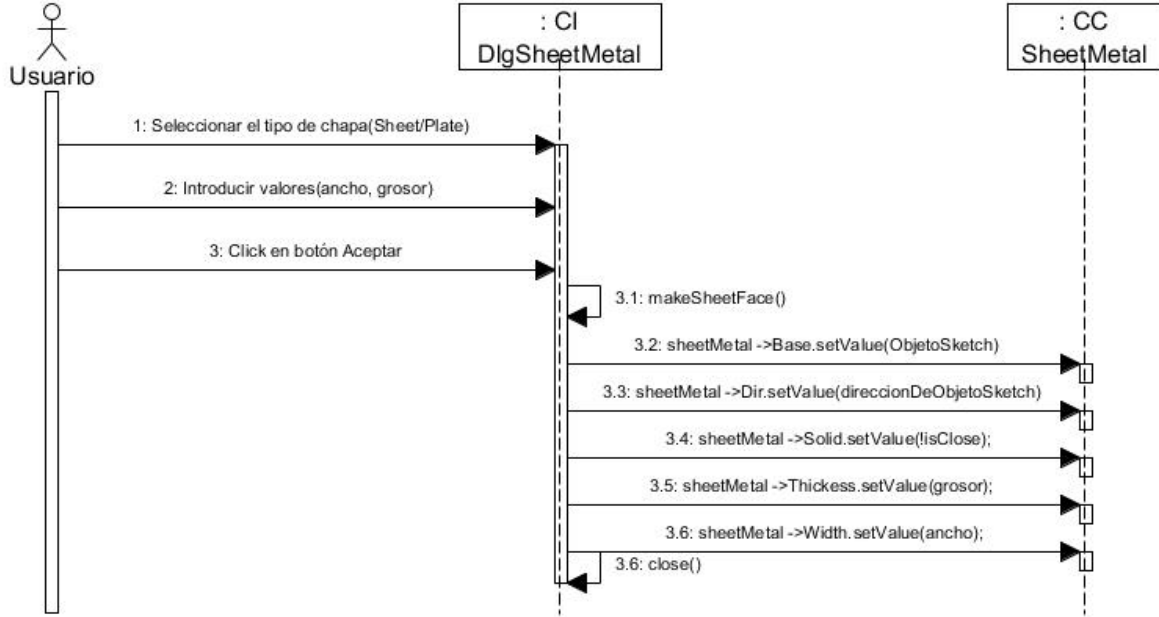 : CI
DlgSheetMetal
: CC
SheetMetal
Usuario
1: Seleccionar el tipo de chapa(Sheet/Plate)
2: Introducir valores(ancho, grosor)
3: Click en botón Aceptar
3.1: makeSheetFace()
3.2: sheetMetal ->Base.setValue(ObjetoSketch)
3.3: sheetMetal ->Dir.setValue(direccionDeObjetoSketch)
3.4: sheetMetal ->Solid.setValue(!isClose);
3.5: sheetMetal ->Thickess.setValue(grosor);
3.6: sheetMetal ->Width.setValue(ancho);
3.6: close()